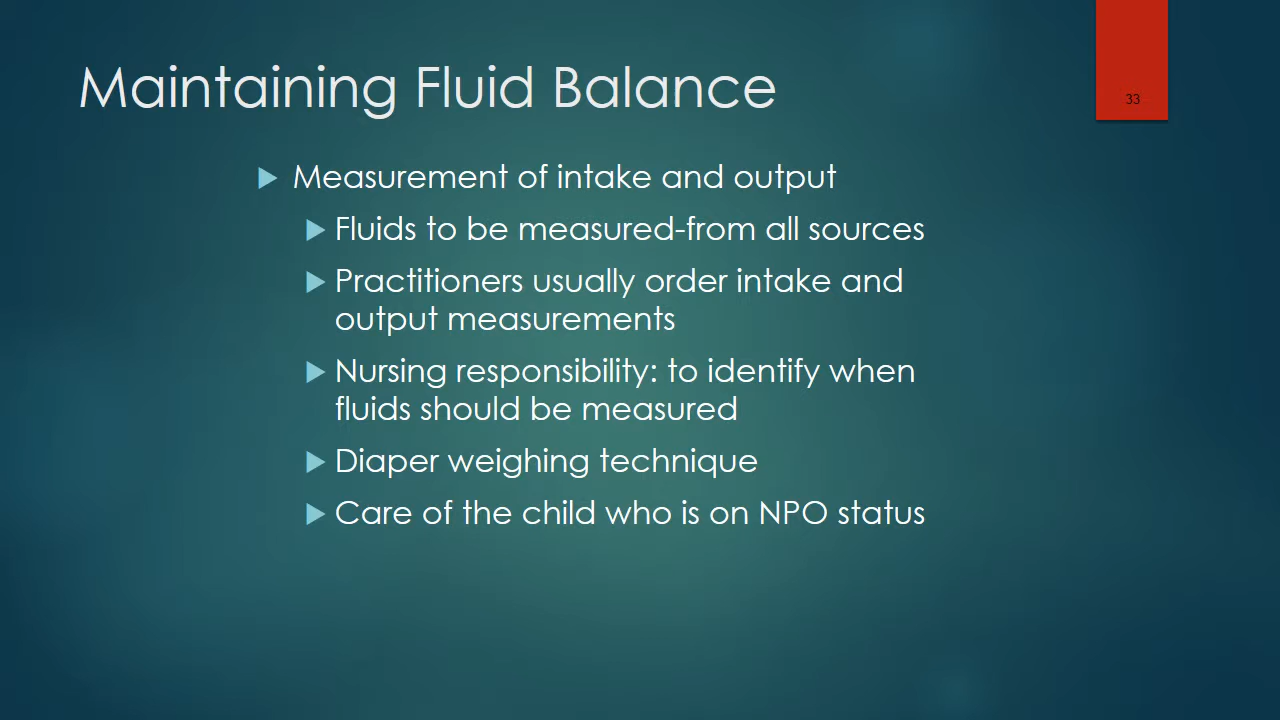 Maintaining Fluid Balance
33
Measurement of intake and output
Fluids to be measured-from all sources
Practitioners usually order intake and
output measurements
Nursing responsibility: to identify when
fluids should be measured
Diaper weighing technique
Care of the child who is on NPO status